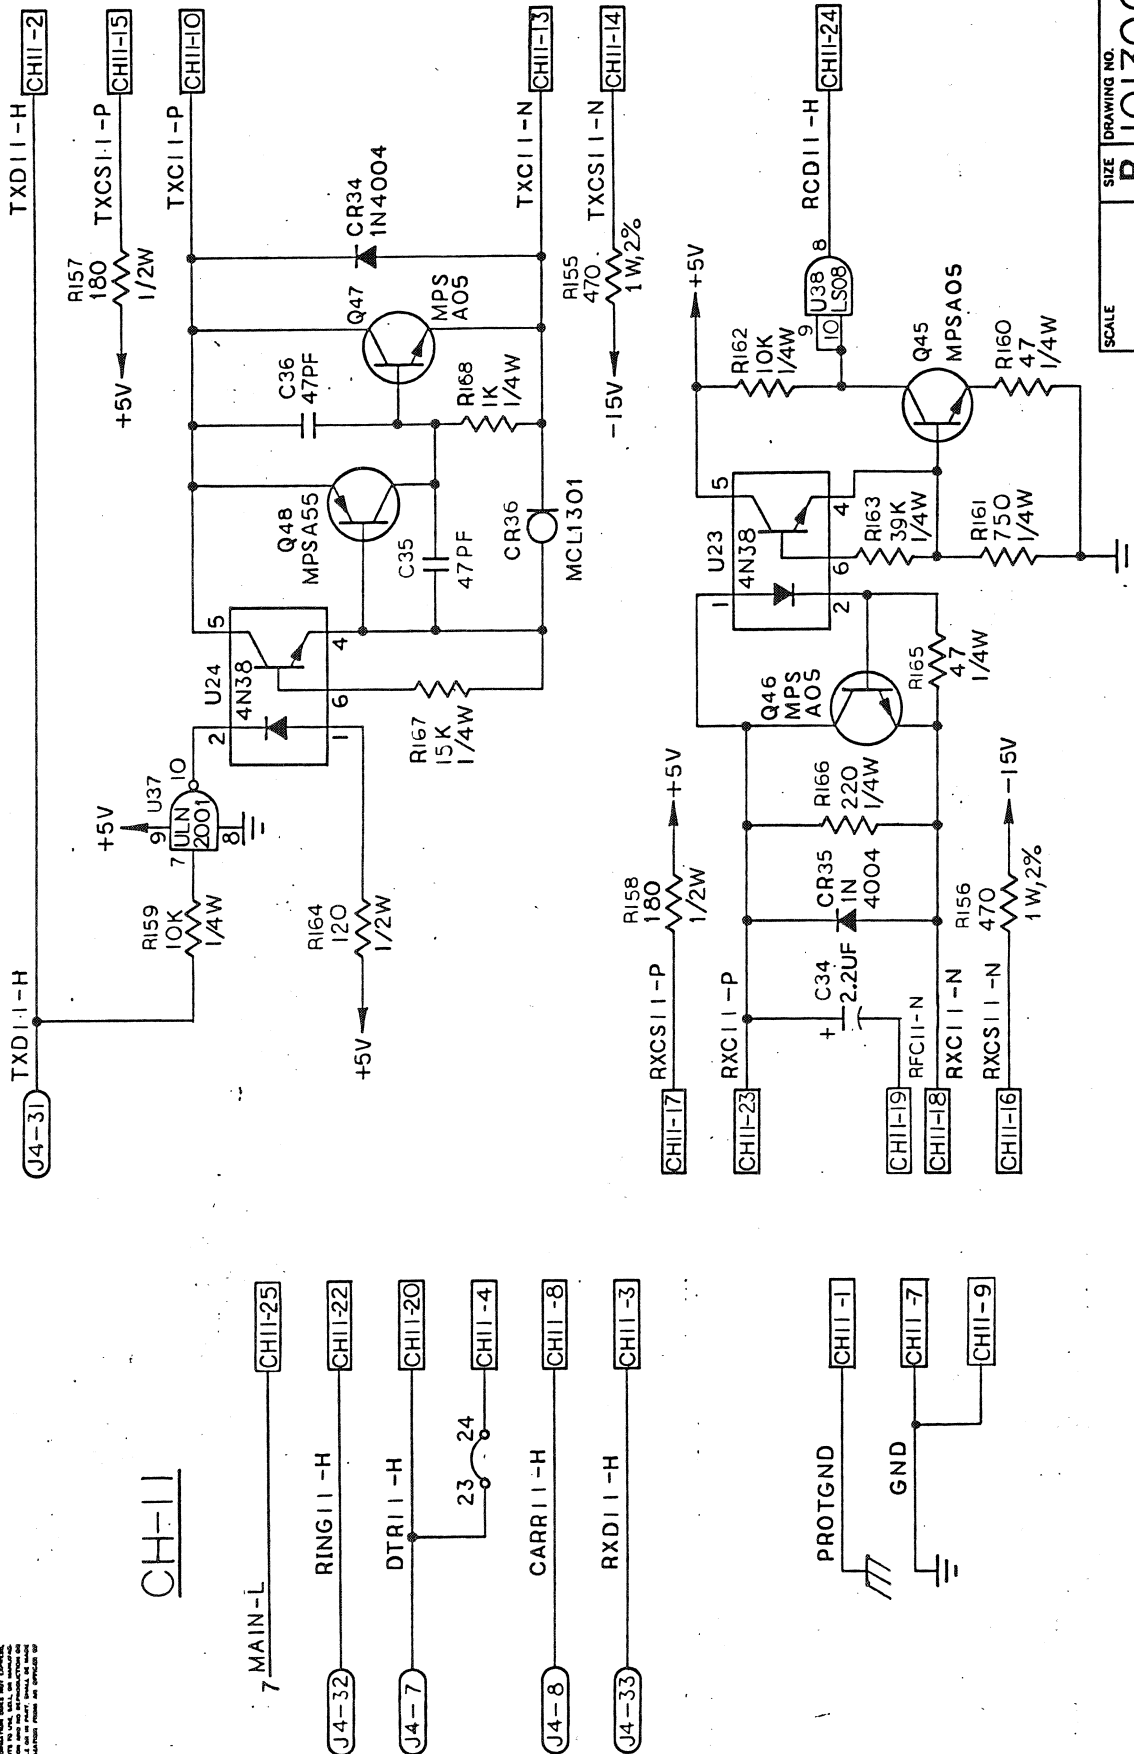 CH-11
7 MAIN-L
CH11-25
J4-32
RING11-H
CH11-22
J4-7
DTR11-H
CH11-20
23
24
CH11-4
J4-8
CARR11-H
CH11-8
J4-33
RXD11-H
CH11-3
PROTGND
CH11-1
GND
CH11-7
CH11-9
J4-31
TXD11-H
TXD11-H
CH11-2
R157
180
1/2W
+5V
TXCS11-P
CH11-15
TXC11-P
CH11-10
R159
10K
1/4W
+5V
9
7
ULN
2001
8
U37
10
R164
120
1/2W
+5V
U24
4N38
2
5
1
6
4
R167
15K
1/4W
Q48
MPSA55
C35
47PF
C36
47PF
R168
1K
1/4W
CR36
MCL1301
Q47
MPS
A05
CR34
1N4004
TXC11-N
CH11-13
R155
470
1W,2%
-15V
TXCS11-N
CH11-14
CH11-17
RXCS11-P
R158
180
1/2W
+5V
CH11-23
RXC11-P
C34
2.2UF
+
CH11-19
RFC11-N
CH11-18
RXC11-N
CH11-16
RXCS11-N
R156
470
1W,2%
-15V
CR35
1N
4004
R166
220
1/4W
Q46
MPS
A05
R165
47
1/4W
U23
4N38
1
5
2
6
4
R163
39K
1/4W
R161
750
1/4W
+5V
R162
10K
1/4W
9
10
U38
LS08
8
RCD11-H
CH11-24
Q45
MPSA05
R160
47
1/4W
SCALE
SIZE
DRAWING NO.